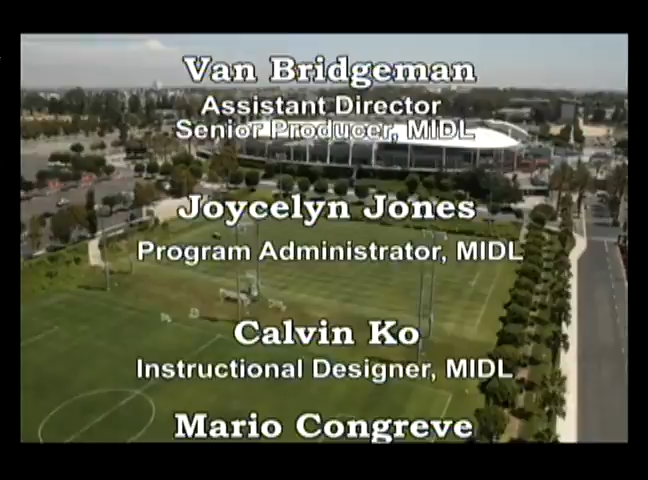 Van Bridgeman
Assistant Director
Senior Producer, MIDL
Joycelyn Jones
Program Administrator, MIDL
Calvin Ko
Instructional Designer, MIDL
Mario Congreve